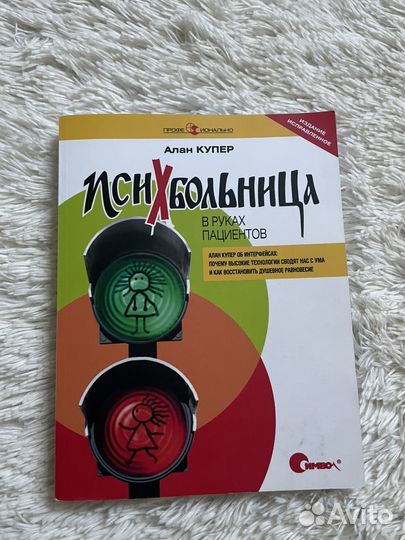 ПРОФЕССИОНАЛЬНО
ИЗДАНИЕ
ИСПРАВЛЕННОЕ
Алан КУПЕР
ПСИХбОЛЬНИЦА
В РУКАХ
ПАЦИЕНТОВ
АЛАН КУПЕР ОБ ИНТЕРФЕЙСАХ:
ПОЧЕМУ ВЫСОКИЕ ТЕХНОЛОГИИ СВОДЯТ НАС С УМА
И КАК ВОССТАНОВИТЬ ДУШЕВНОЕ РАВНОВЕСИЕ
СИМВОЛ®
Avito